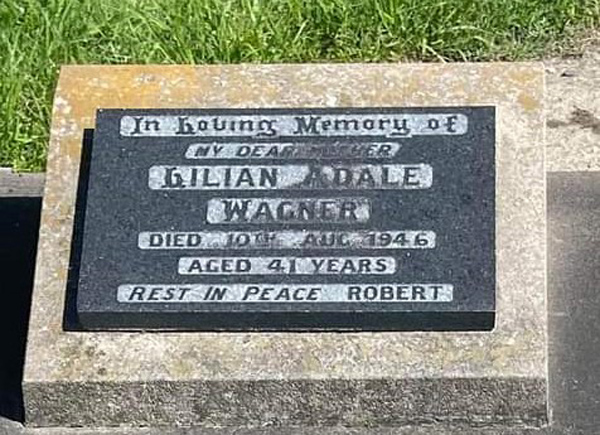 In Loving Memory of
MY DEAR MOTHER
LILIAN ADALE
WAGNER
DIED 10TH AUG. 1946
AGED 41 YEARS
REST IN PEACE ROBERT